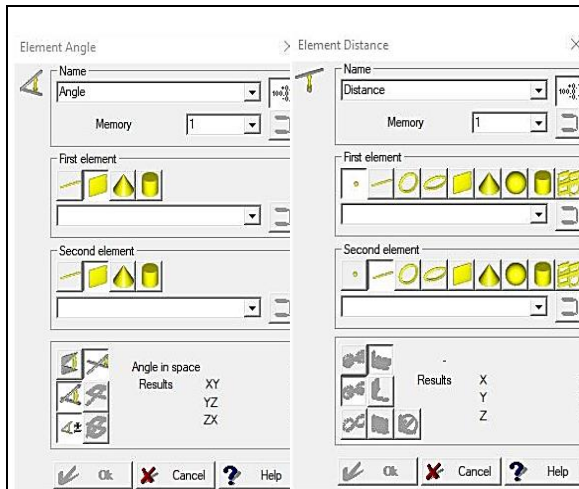 Element Angle
Name
Angle
Memory
1
First element
Second element
Angle in space
Results XY
YZ
ZX
Ok Cancel Help
Element Distance
Name
Distance
Memory
1
First element
Second element
-
Results X
Y
Z
Ok Cancel Help